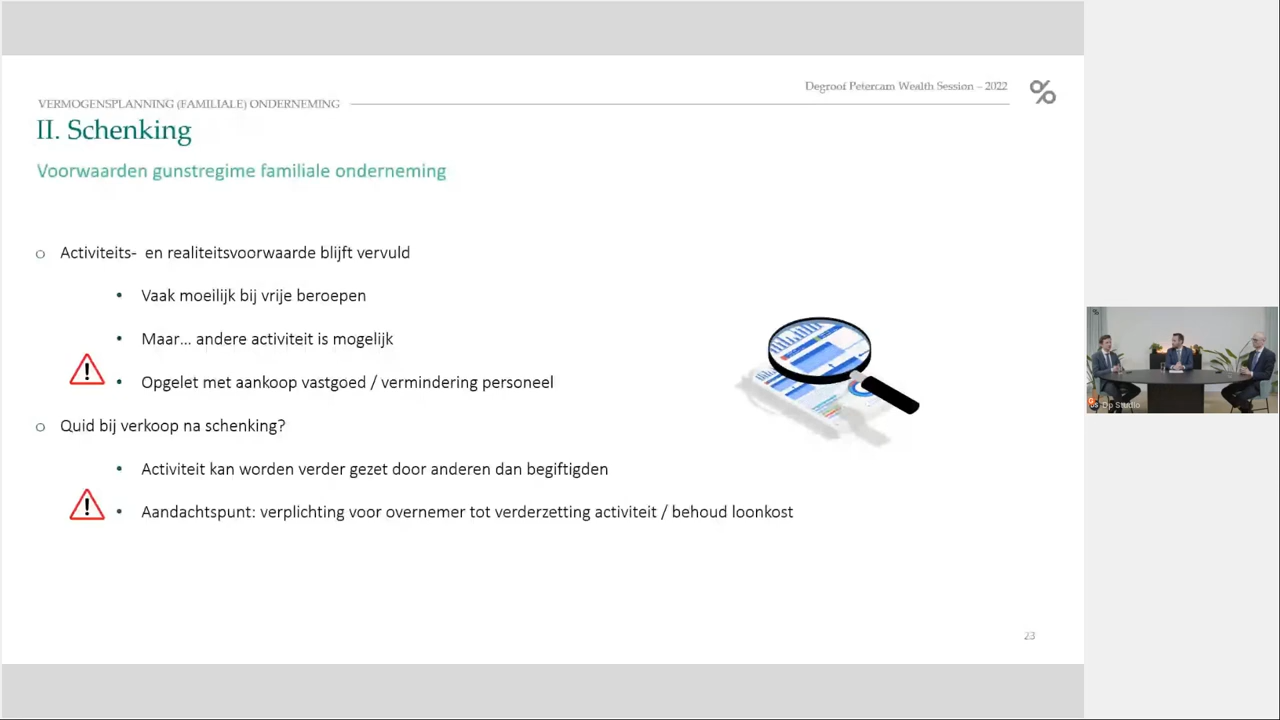 Degroof Petercam Wealth Session – 2022
VERMOGENSPLANNING (FAMILIALE) ONDERNEMING
II. Schenking
Voorwaarden gunstregime familiale onderneming
o Activiteits- en realiteitsvoorwaarde blijft vervuld
• Vaak moeilijk bij vrije beroepen
• Maar... andere activiteit is mogelijk
• Opgelet met aankoop vastgoed / vermindering personeel
o Quid bij verkoop na schenking?
• Activiteit kan worden verder gezet door anderen dan begiftigden
• Aandachtspunt: verplichting voor overnemer tot verderzetting activiteit / behoud loonkost
23
Dp Studio